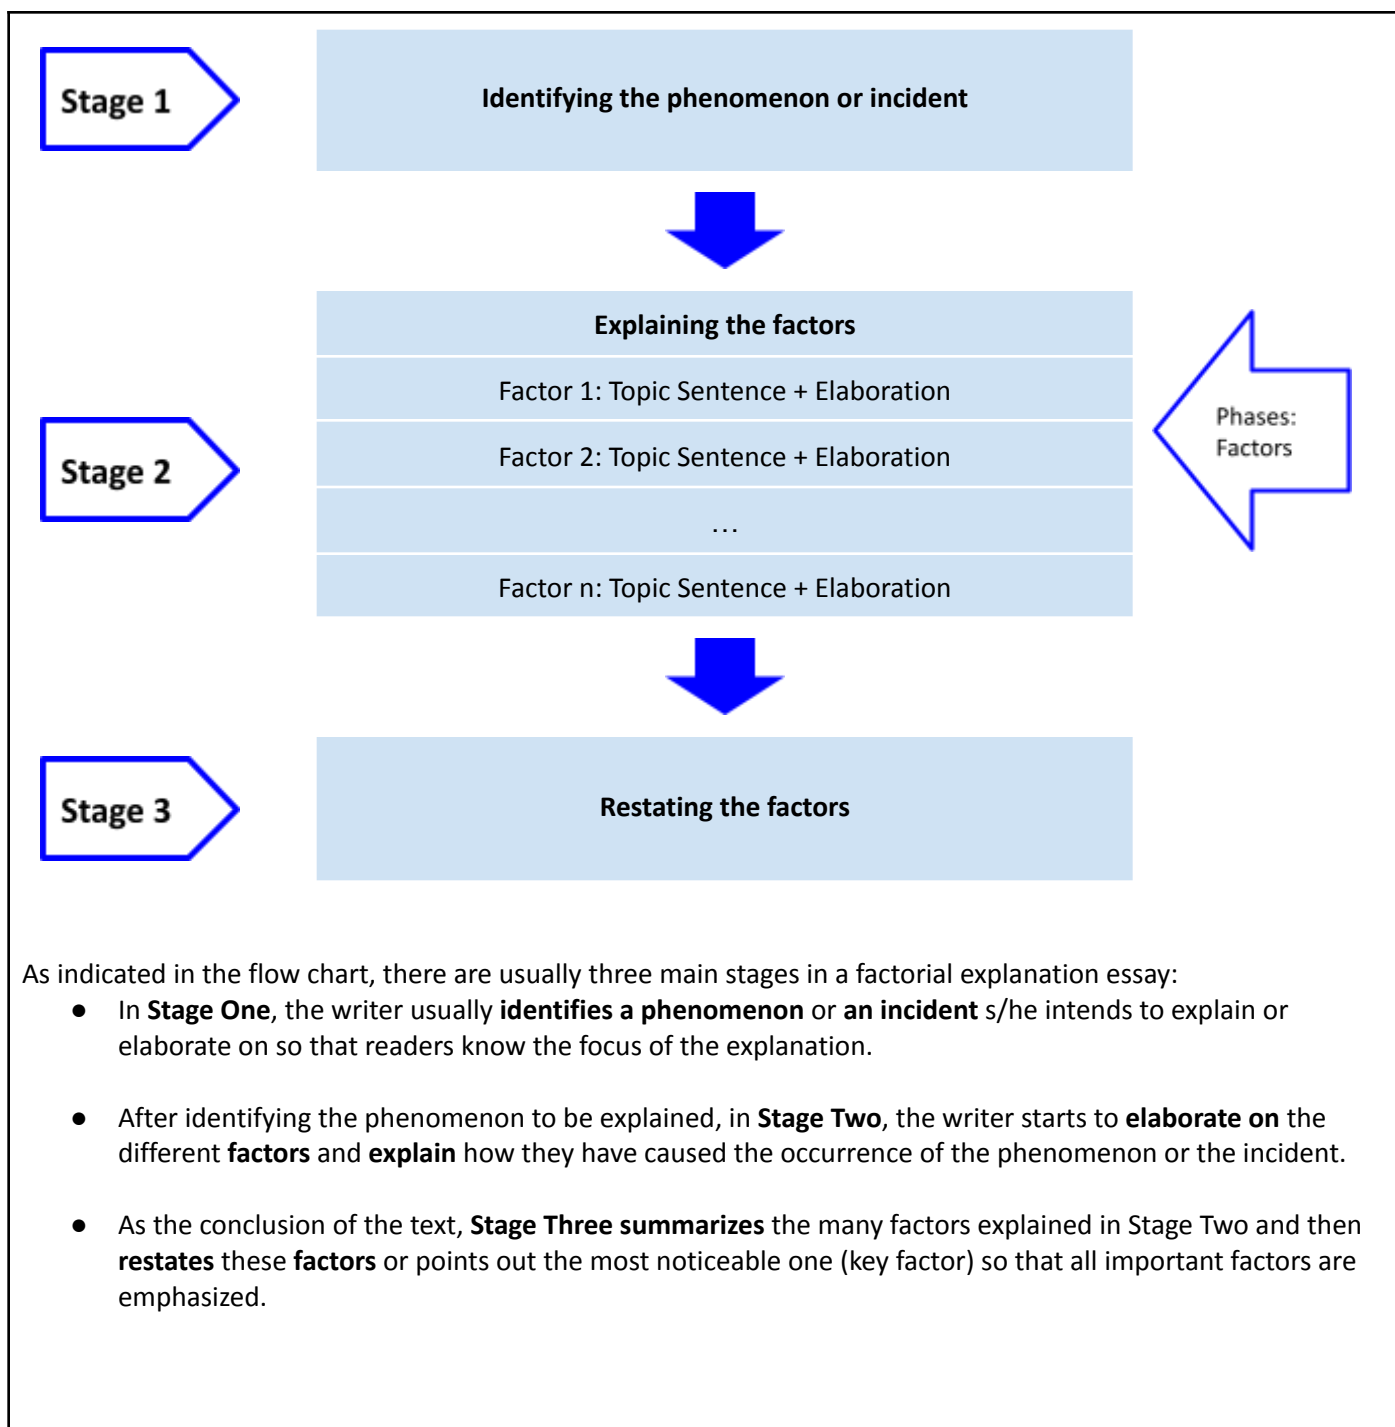 Stage 1
Identifying the phenomenon or incident
Explaining the factors
Factor 1: Topic Sentence + Elaboration
Stage 2
Factor 2: Topic Sentence + Elaboration
…
Factor n: Topic Sentence + Elaboration
Phases:
Factors
Stage 3
Restating the factors
As indicated in the flow chart, there are usually three main stages in a factorial explanation essay:
● In Stage One, the writer usually identifies a phenomenon or an incident s/he intends to explain or
elaborate on so that readers know the focus of the explanation.
● After identifying the phenomenon to be explained, in Stage Two, the writer starts to elaborate on the
different factors and explain how they have caused the occurrence of the phenomenon or the incident.
● As the conclusion of the text, Stage Three summarizes the many factors explained in Stage Two and then
restates these factors or points out the most noticeable one (key factor) so that all important factors are
emphasized.